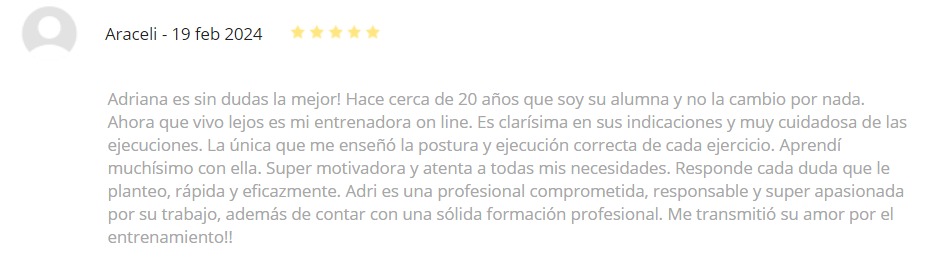 Araceli - 19 feb 2024
Adriana es sin dudas la mejor! Hace cerca de 20 años que soy su alumna y no la cambio por nada.
Ahora que vivo lejos es mi entrenadora on line. Es clarísima en sus indicaciones y muy cuidadosa de las
ejecuciones. La única que me enseñó la postura y ejecución correcta de cada ejercicio. Aprendí
muchísimo con ella. Super motivadora y atenta a todas mis necesidades. Responde cada duda que le
planteo, rápida y eficazmente. Adri es una profesional comprometida, responsable y super apasionada
por su trabajo, además de contar con una sólida formación profesional. Me transmitió su amor por el
entrenamiento!!